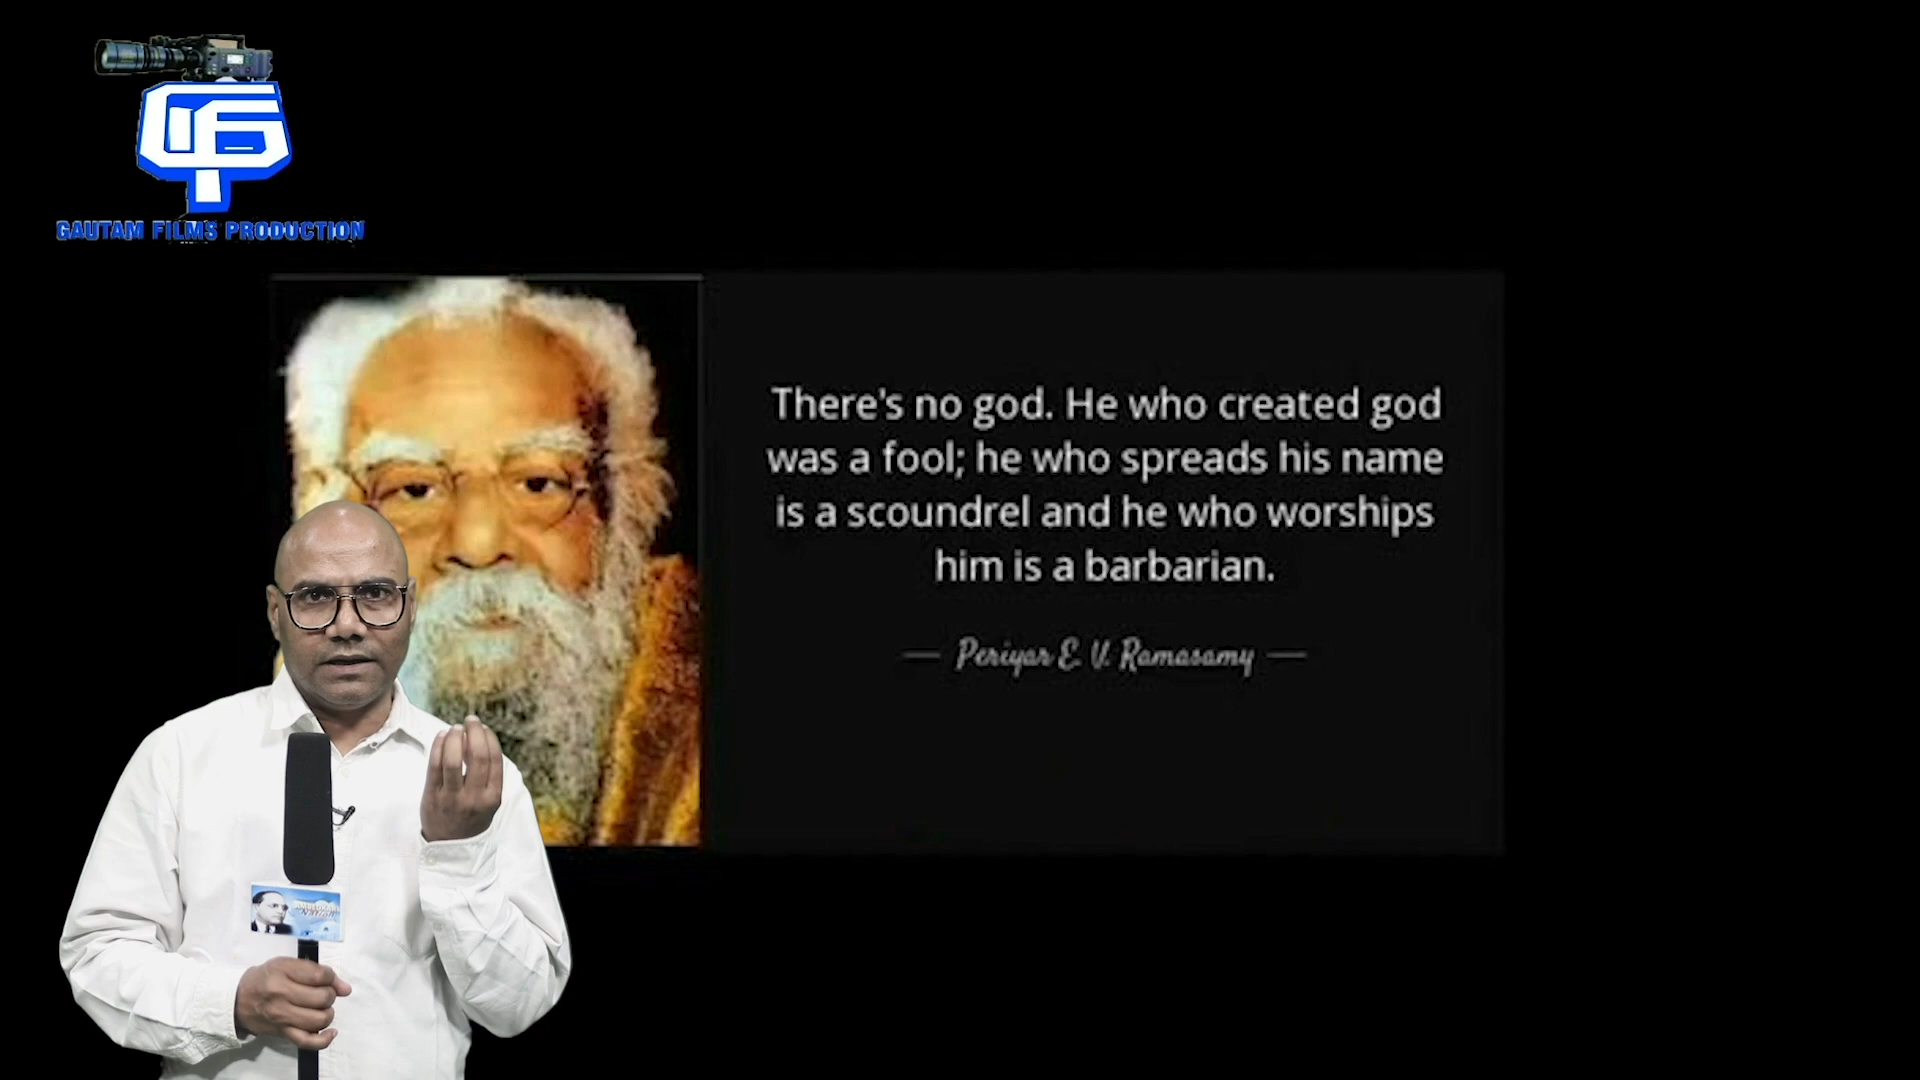 GAUTAM FILMS PRODUCTION
There's no god. He who created god
was a fool; he who spreads his name
is a scoundrel and he who worships
him is a barbarian.
— Periyar E. V. Ramasamy —